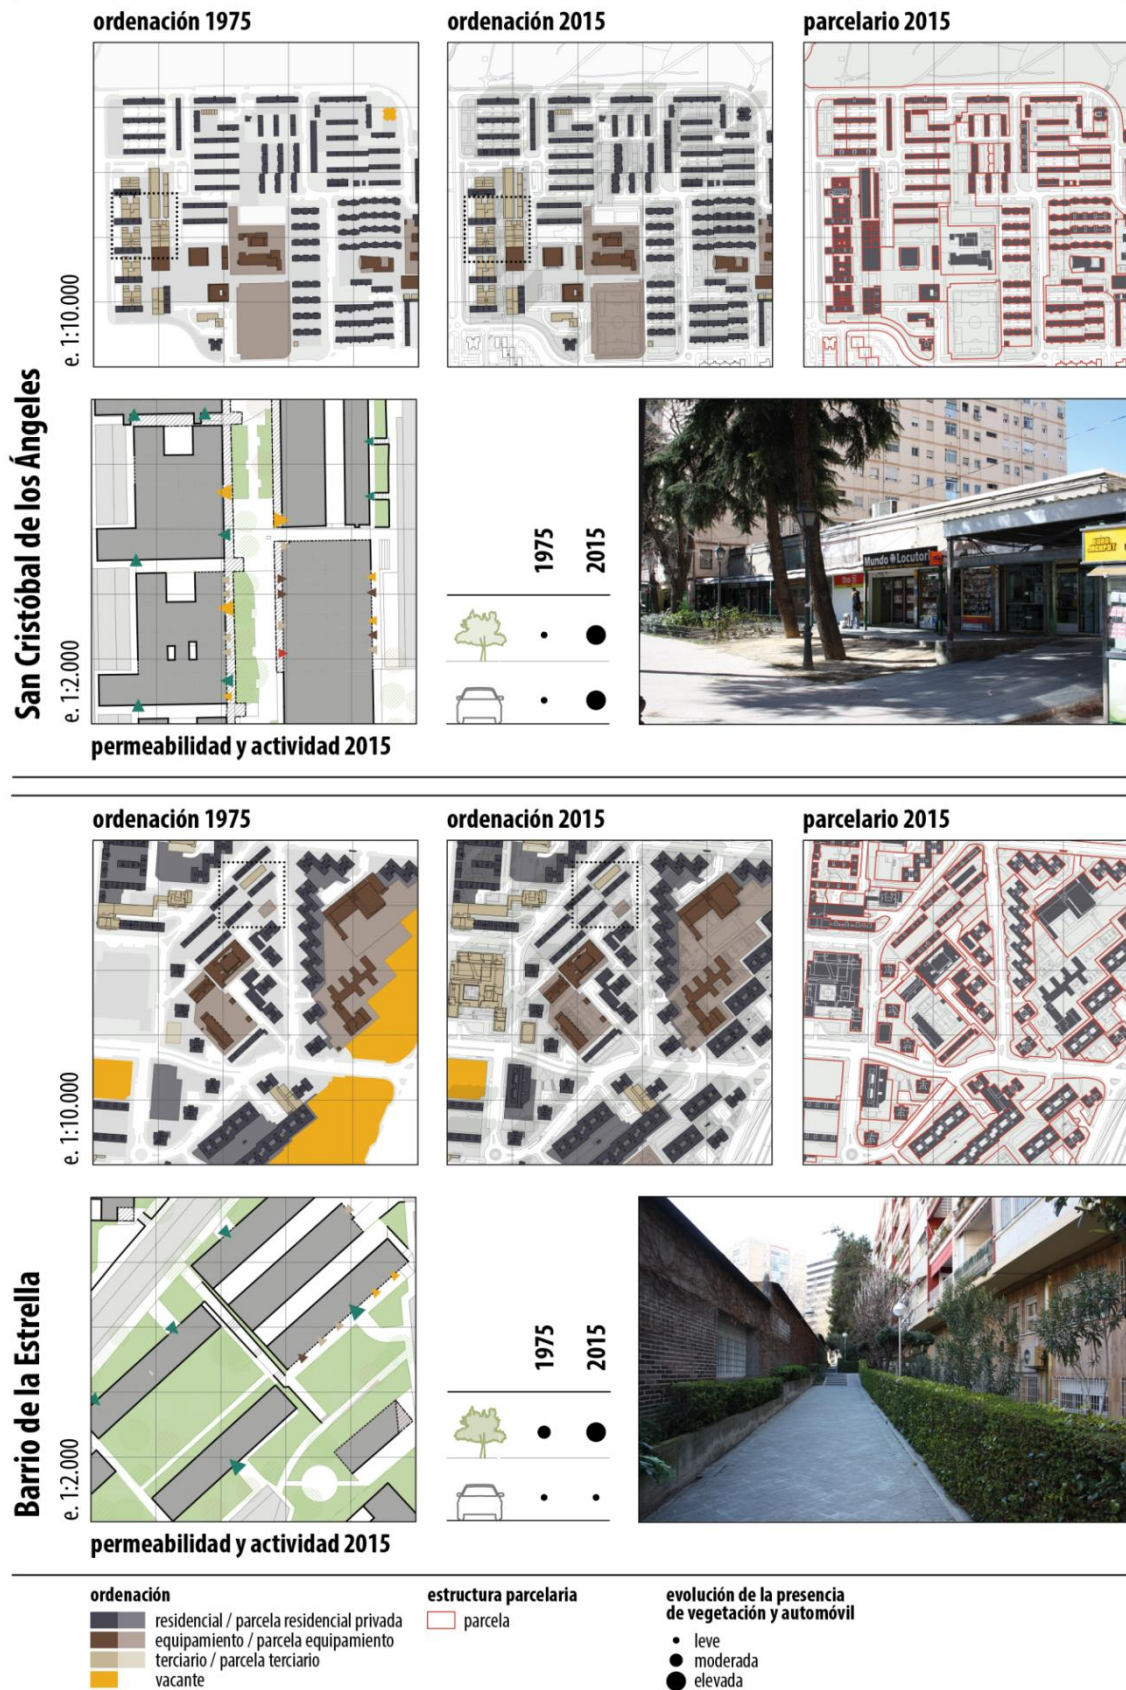 ordenación 1975
ordenación 2015
parcelario 2015
e. 1:10.000
San Cristóbal de los Ángeles
e. 1:2.000
1975
2015
Mundo Locutori
permeabilidad y actividad 2015
ordenación 1975
ordenación 2015
parcelario 2015
e. 1:10.000
Barrio de la Estrella
e. 1:2.000
1975
2015
permeabilidad y actividad 2015
ordenación
residencial / parcela residencial privada
equipamiento / parcela equipamiento
terciario / parcela terciario
vacante
estructura parcelaria
parcela
evolución de la presencia
de vegetación y automóvil
leve
moderada
elevada